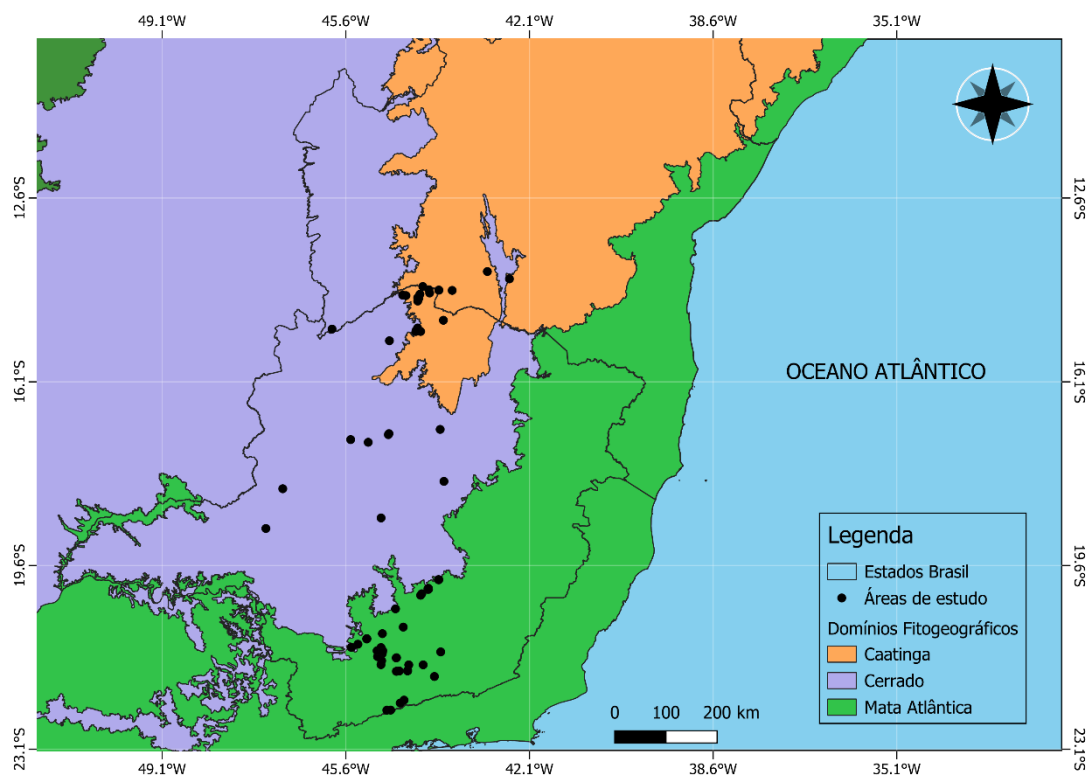 49.1°W 45.6°W 42.1°W 38.6°W 35.1°W
12.6°S 12.6°S
OCEANO ATLÂNTICO
16.1°S 16.1°S
Legenda
Estados Brasil
19.6°S 19.6°S
Áreas de estudo
Domínios Fitogeográficos
Caatinga
Cerrado
Mata Atlântica
0 100 200 km
23.1°S 23.1°S
49.1°W 45.6°W 42.1°W 38.6°W 35.1°W